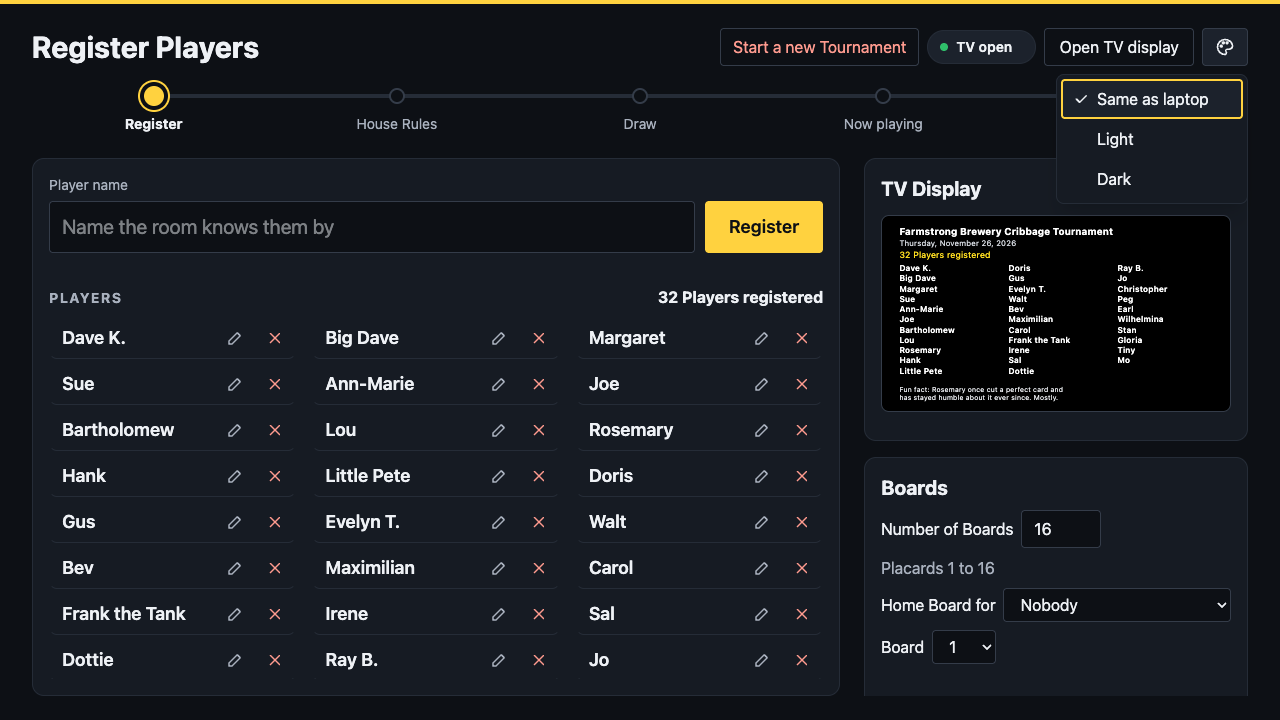 Register Players
Start a new Tournament
TV open
Open TV display
Same as laptop
Light
Dark
Register
House Rules
Draw
Now playing
Player name
Name the room knows them by
Register
PLAYERS
32 Players registered
Dave K.
Big Dave
Margaret
Sue
Ann-Marie
Joe
Bartholomew
Lou
Rosemary
Hank
Little Pete
Doris
Gus
Evelyn T.
Walt
Bev
Maximilian
Carol
Frank the Tank
Irene
Sal
Dottie
Ray B.
Jo
TV Display
Farmstrong Brewery Cribbage Tournament
Thursday, November 26, 2026
32 Players registered
Dave K.
Big Dave
Margaret
Sue
Ann-Marie
Joe
Bartholomew
Lou
Rosemary
Hank
Little Pete
Doris
Gus
Evelyn T.
Walt
Bev
Maximilian
Carol
Frank the Tank
Irene
Sal
Dottie
Ray B.
Jo
Christopher
Peg
Earl
Wilhelmina
Stan
Gloria
Tiny
Mo
Fun fact: Rosemary once cut a perfect card and
has stayed humble about it ever since. Mostly.
Boards
Number of Boards 16
Placards 1 to 16
Home Board for Nobody
Board 1